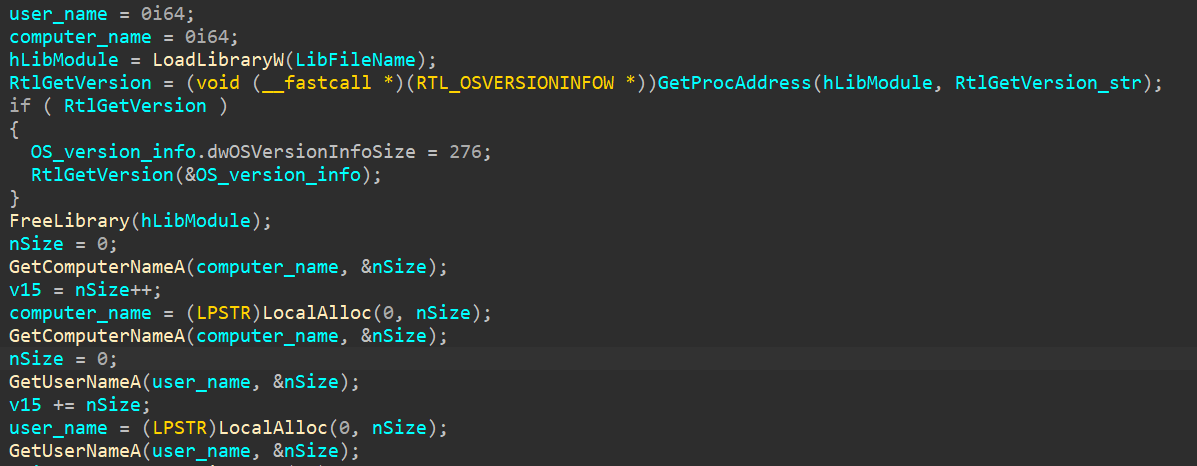 user_name = 0i64;
computer_name = 0i64;
hLibModule = LoadLibraryW(LibFileName);
RtlGetVersion = (void (__fastcall *)(RTL_OSVERSIONINFOW *))GetProcAddress(hLibModule, RtlGetVersion_str);
if ( RtlGetVersion )
{
  OS_version_info.dwOSVersionInfoSize = 276;
  RtlGetVersion(&OS_version_info);
}
FreeLibrary(hLibModule);
nSize = 0;
GetComputerNameA(computer_name, &nSize);
v15 = nSize++;
computer_name = (LPSTR)LocalAlloc(0, nSize);
GetComputerNameA(computer_name, &nSize);
nSize = 0;
GetUserNameA(user_name, &nSize);
v15 += nSize;
user_name = (LPSTR)LocalAlloc(0, nSize);
GetUserNameA(user_name, &nSize);